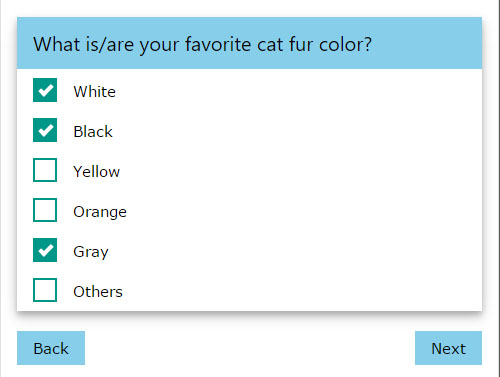 What is/are your favorite cat fur color?
White
Black
Yellow
Orange
Gray
Others
Back
Next